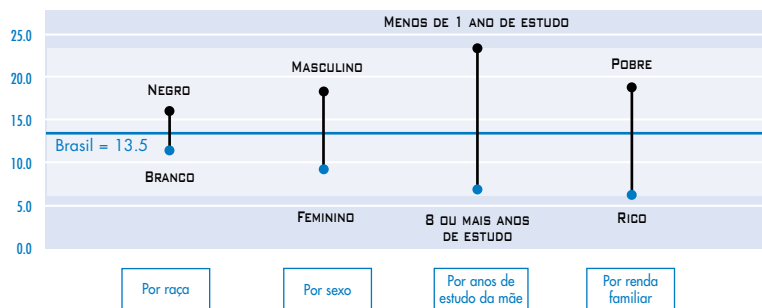 MENOS DE 1 ANO DE ESTUDO
25.0
20.0
15.0
10.0
5.0
0.0
MASCULINO
POBRE
NEGRO
Brasil = 13.5
BRANCO
FEMININO
8 OU MAIS ANOS
DE ESTUDO
RICO
Por raça
Por sexo
Por anos de
estudo da mãe
Por renda
familiar